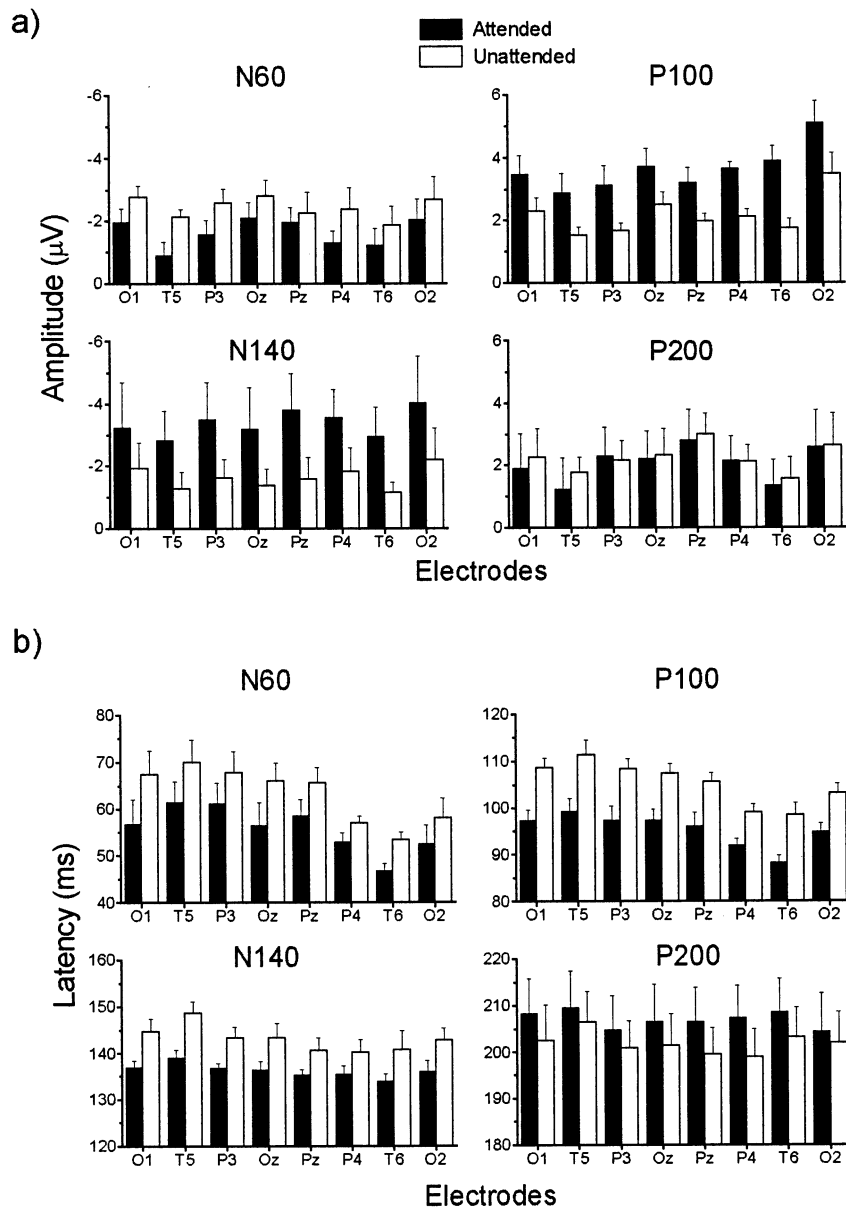 a)
Attended
Unattended
N60
P100
-6
-4
-2
0
O1 T5 P3 Oz Pz P4 T6 O2
6
4
2
0
O1 T5 P3 Oz Pz P4 T6 O2
N140
P200
-6
-4
-2
0
O1 T5 P3 Oz Pz P4 T6 O2
6
4
2
0
O1 T5 P3 Oz Pz P4 T6 O2
Amplitude (μV)
Electrodes
b)
N60
P100
80
70
60
50
40
O1 T5 P3 Oz Pz P4 T6 O2
120
110
100
90
80
O1 T5 P3 Oz Pz P4 T6 O2
N140
P200
160
150
140
130
120
O1 T5 P3 Oz Pz P4 T6 O2
220
210
200
190
180
O1 T5 P3 Oz Pz P4 T6 O2
Latency (ms)
Electrodes